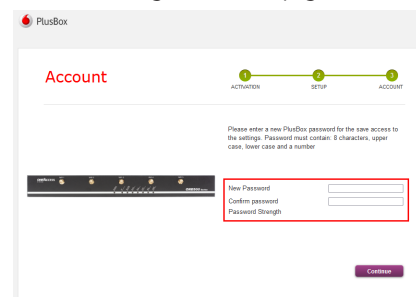 PlusBox
Account
1
2
3
ACTIVATION
SETUP
ACCOUNT
Please enter a new PlusBox password for the save access to
the settings. Password must contain: 8 characters, upper
case, lower case and a number
New Password
Confirm password
Password Strength
Continue